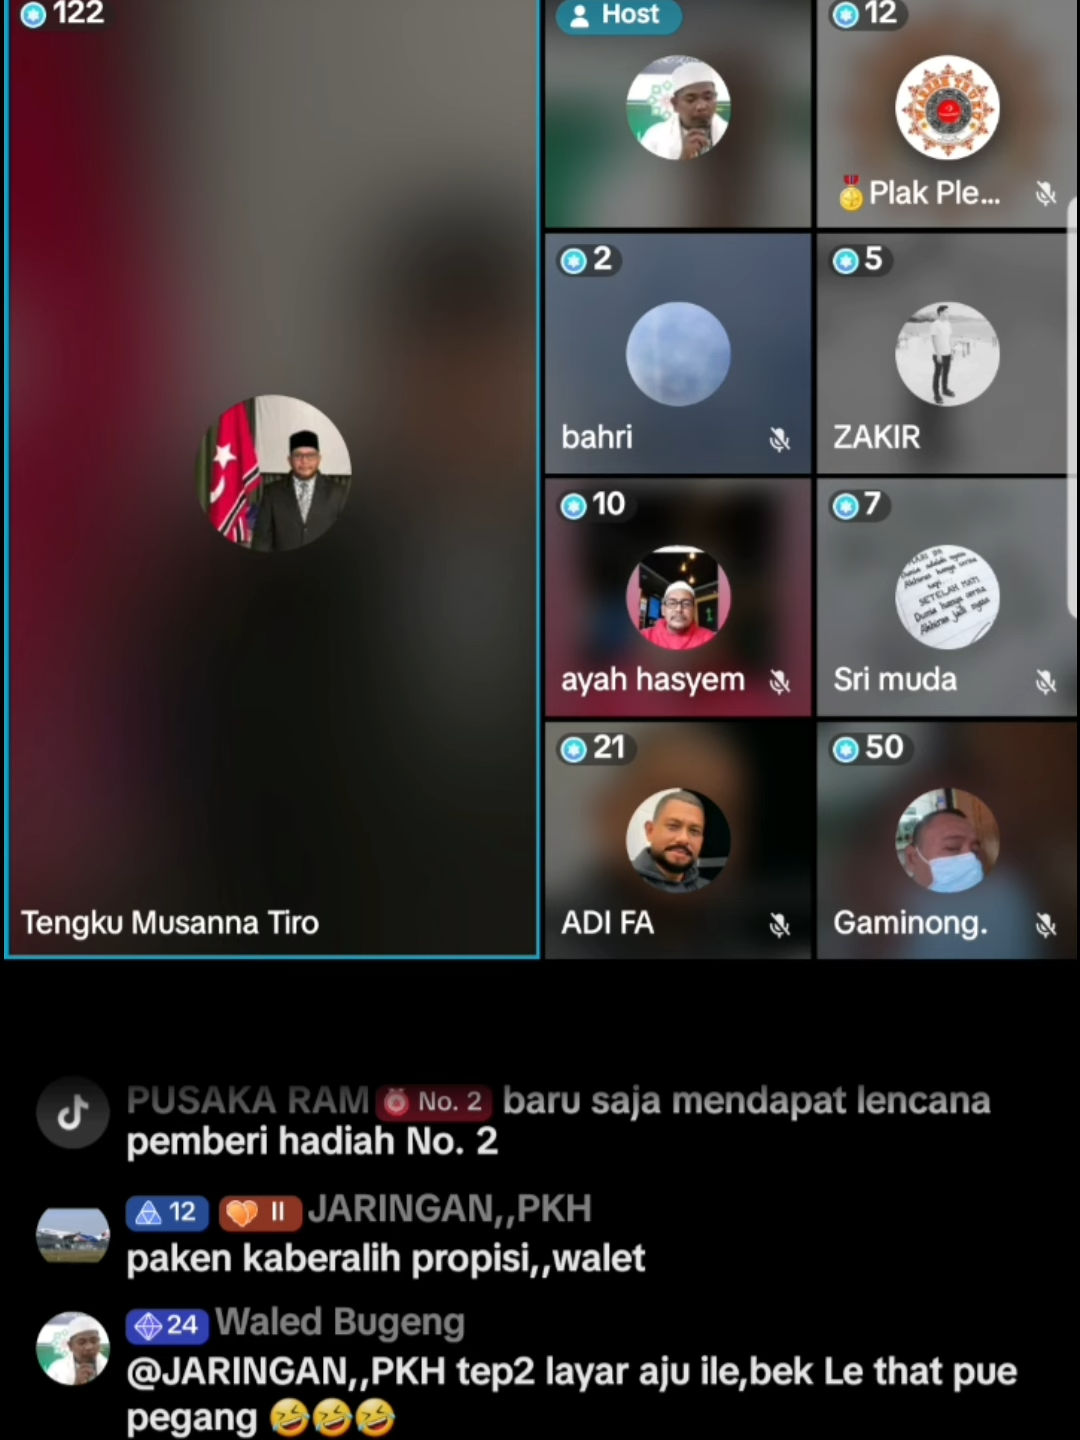 122
Host
12
Plak Ple...
2
bahri
5
ZAKIR
10
ayah hasyem
7
SETELAH MATI
Sri muda
21
ADI FA
50
Gaminong.
Tengku Musanna Tiro
PUSAKA RAM No. 2 baru saja mendapat lencana
pemberi hadiah No. 2
12 II JARINGAN,,PKH
paken kaberalih propisi,,walet
24 Waled Bugeng
@JARINGAN,,PKH tep2 layar aju ile,bek Le that pue
pegang 🤣🤣🤣